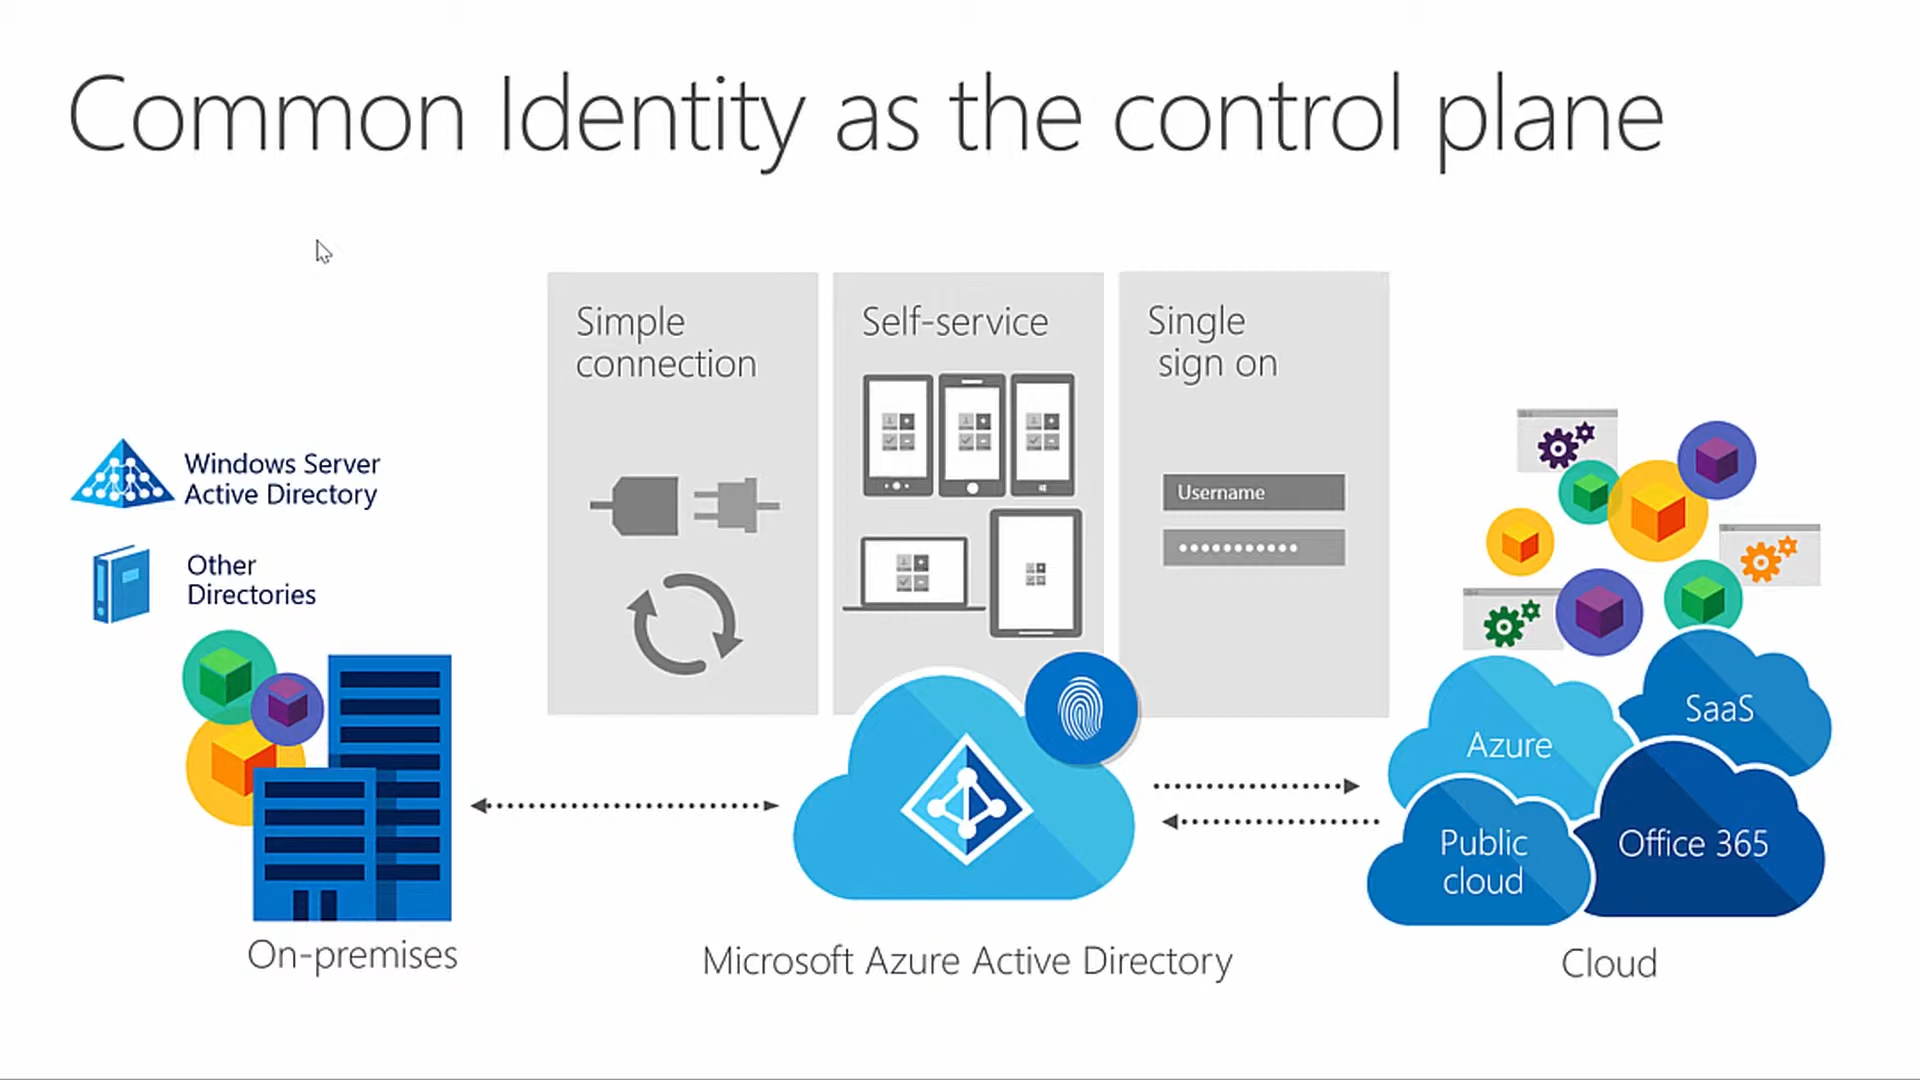 Common Identity as the control plane
Simple
connection
Self-service
Single
sign on
Windows Server
Active Directory
Other
Directories
Username
SaaS
Azure
Public
cloud
Office 365
On-premises
Microsoft Azure Active Directory
Cloud